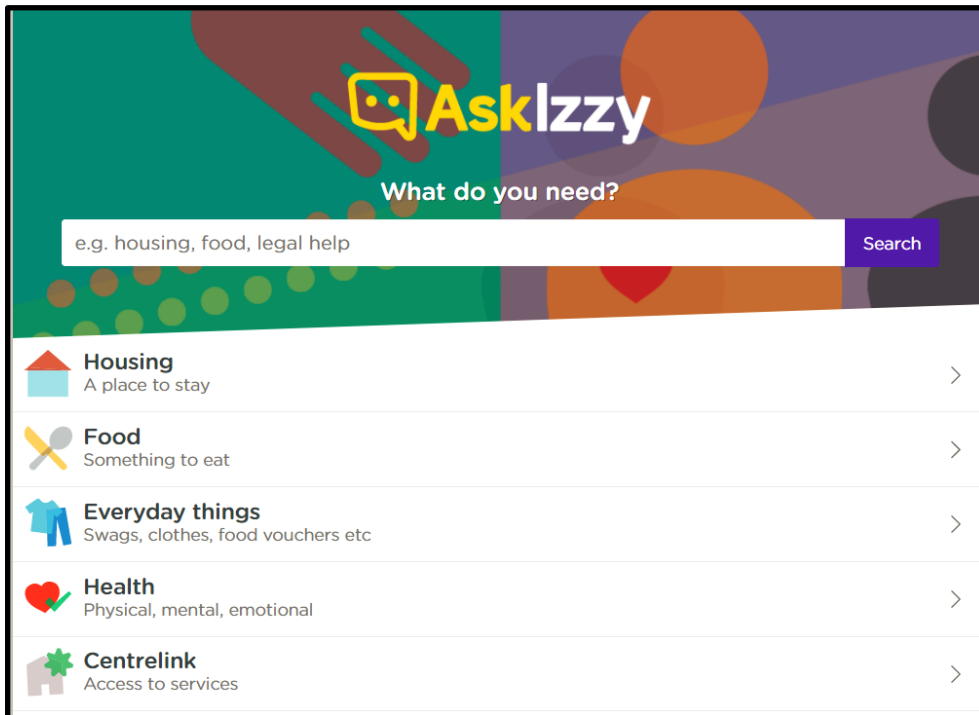 AskIzzy
What do you need?
e.g. housing, food, legal help
Search
Housing
A place to stay
Food
Something to eat
Everyday things
Swags, clothes, food vouchers etc
Health
Physical, mental, emotional
Centrelink
Access to services